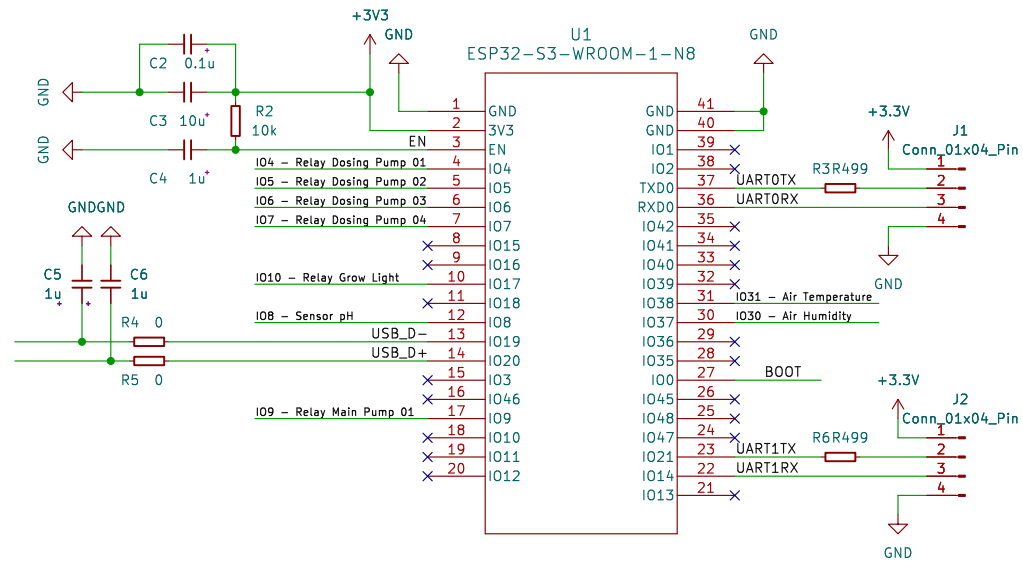 +3V3
GND
U1
ESP32-S3-WROOM-1-N8
GND
C2 0.1u
GND
C3 10u
R2
10k
GND
C4 1u
EN
IO4 - Relay Dosing Pump 01
IO5 - Relay Dosing Pump 02
IO6 - Relay Dosing Pump 03
IO7 - Relay Dosing Pump 04
GND GND
C5
1u
C6
1u
IO10 - Relay Grow Light
IO8 - Sensor pH
R4 0
USB_D-
USB_D+
R5 0
IO9 - Relay Main Pump 01
1 GND
2 3V3
3 EN
4 IO4
5 IO5
6 IO6
7 IO7
8 IO15
9 IO16
10 IO17
11 IO18
12 IO8
13 IO19
14 IO20
15 IO3
16 IO46
17 IO9
18 IO10
19 IO11
20 IO12
GND 41
GND 40
IO1 39
IO2 38
TXD0 37
RXD0 36
IO42 35
IO41 34
IO40 33
IO39 32
IO38 31
IO37 30
IO36 29
IO35 28
IO0 27
IO45 26
IO48 25
IO47 24
IO21 23
IO14 22
IO13 21
UART0TX
UART0RX
R3R499
+3.3V
J1
Conn_01x04_Pin
1
2
3
4
GND
IO31 - Air Temperature
IO30 - Air Humidity
BOOT
+3.3V
J2
Conn_01x04_Pin
UART1TX
UART1RX
R6R499
1
2
3
4
GND